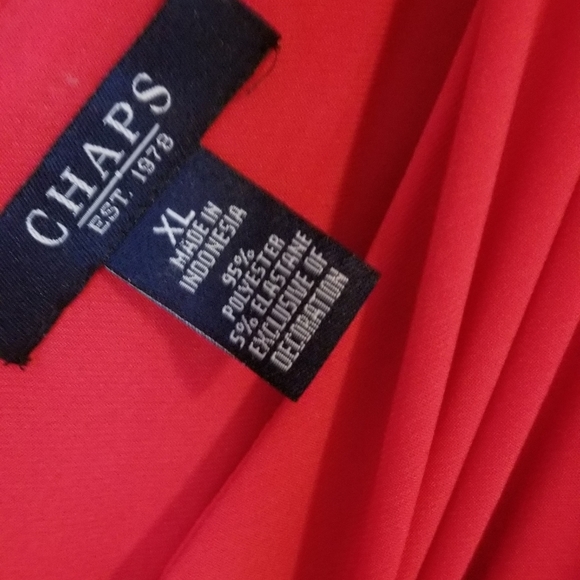 CHAPS
EST. 1978
XL
MADE IN
INDONESIA
95%
POLYESTER
5% ELASTANE
EXCLUSIVE OF
DECORATION